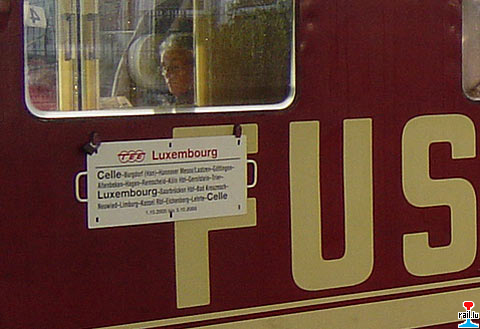 4
TEE Luxembourg
Celle-Burgdorf (Han)-Hannover Messe/Laatzen-Göttingen-
Altenbeken-Hagen-Remscheid-Köln Hbf-Gerolstein-Trier-
Luxembourg-Saarbrücken Hbf-Bad Kreuznach-
Neuwied-Limburg-Kassel Hbf-Eichenberg-Lehrte-Celle
FUS
rail.lu